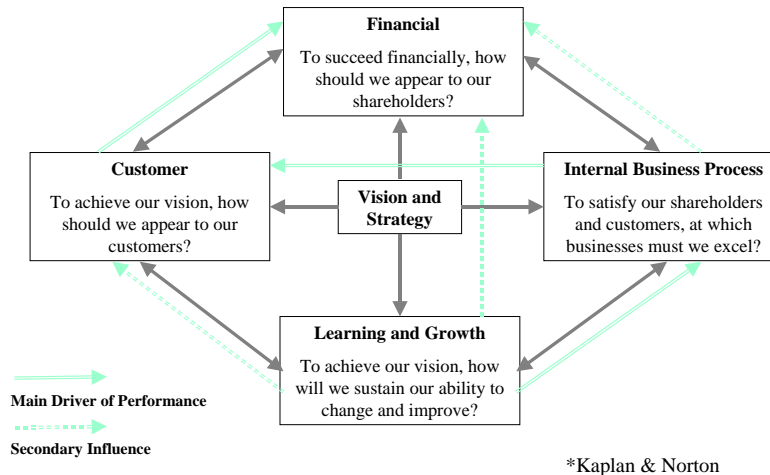 Financial
To succeed financially, how
should we appear to our
shareholders?
Customer
To achieve our vision, how
should we appear to our
customers?
Vision and
Strategy
Internal Business Process
To satisfy our shareholders
and customers, at which
businesses must we excel?
Learning and Growth
To achieve our vision, how
will we sustain our ability to
change and improve?
Main Driver of Performance
Secondary Influence
*Kaplan & Norton